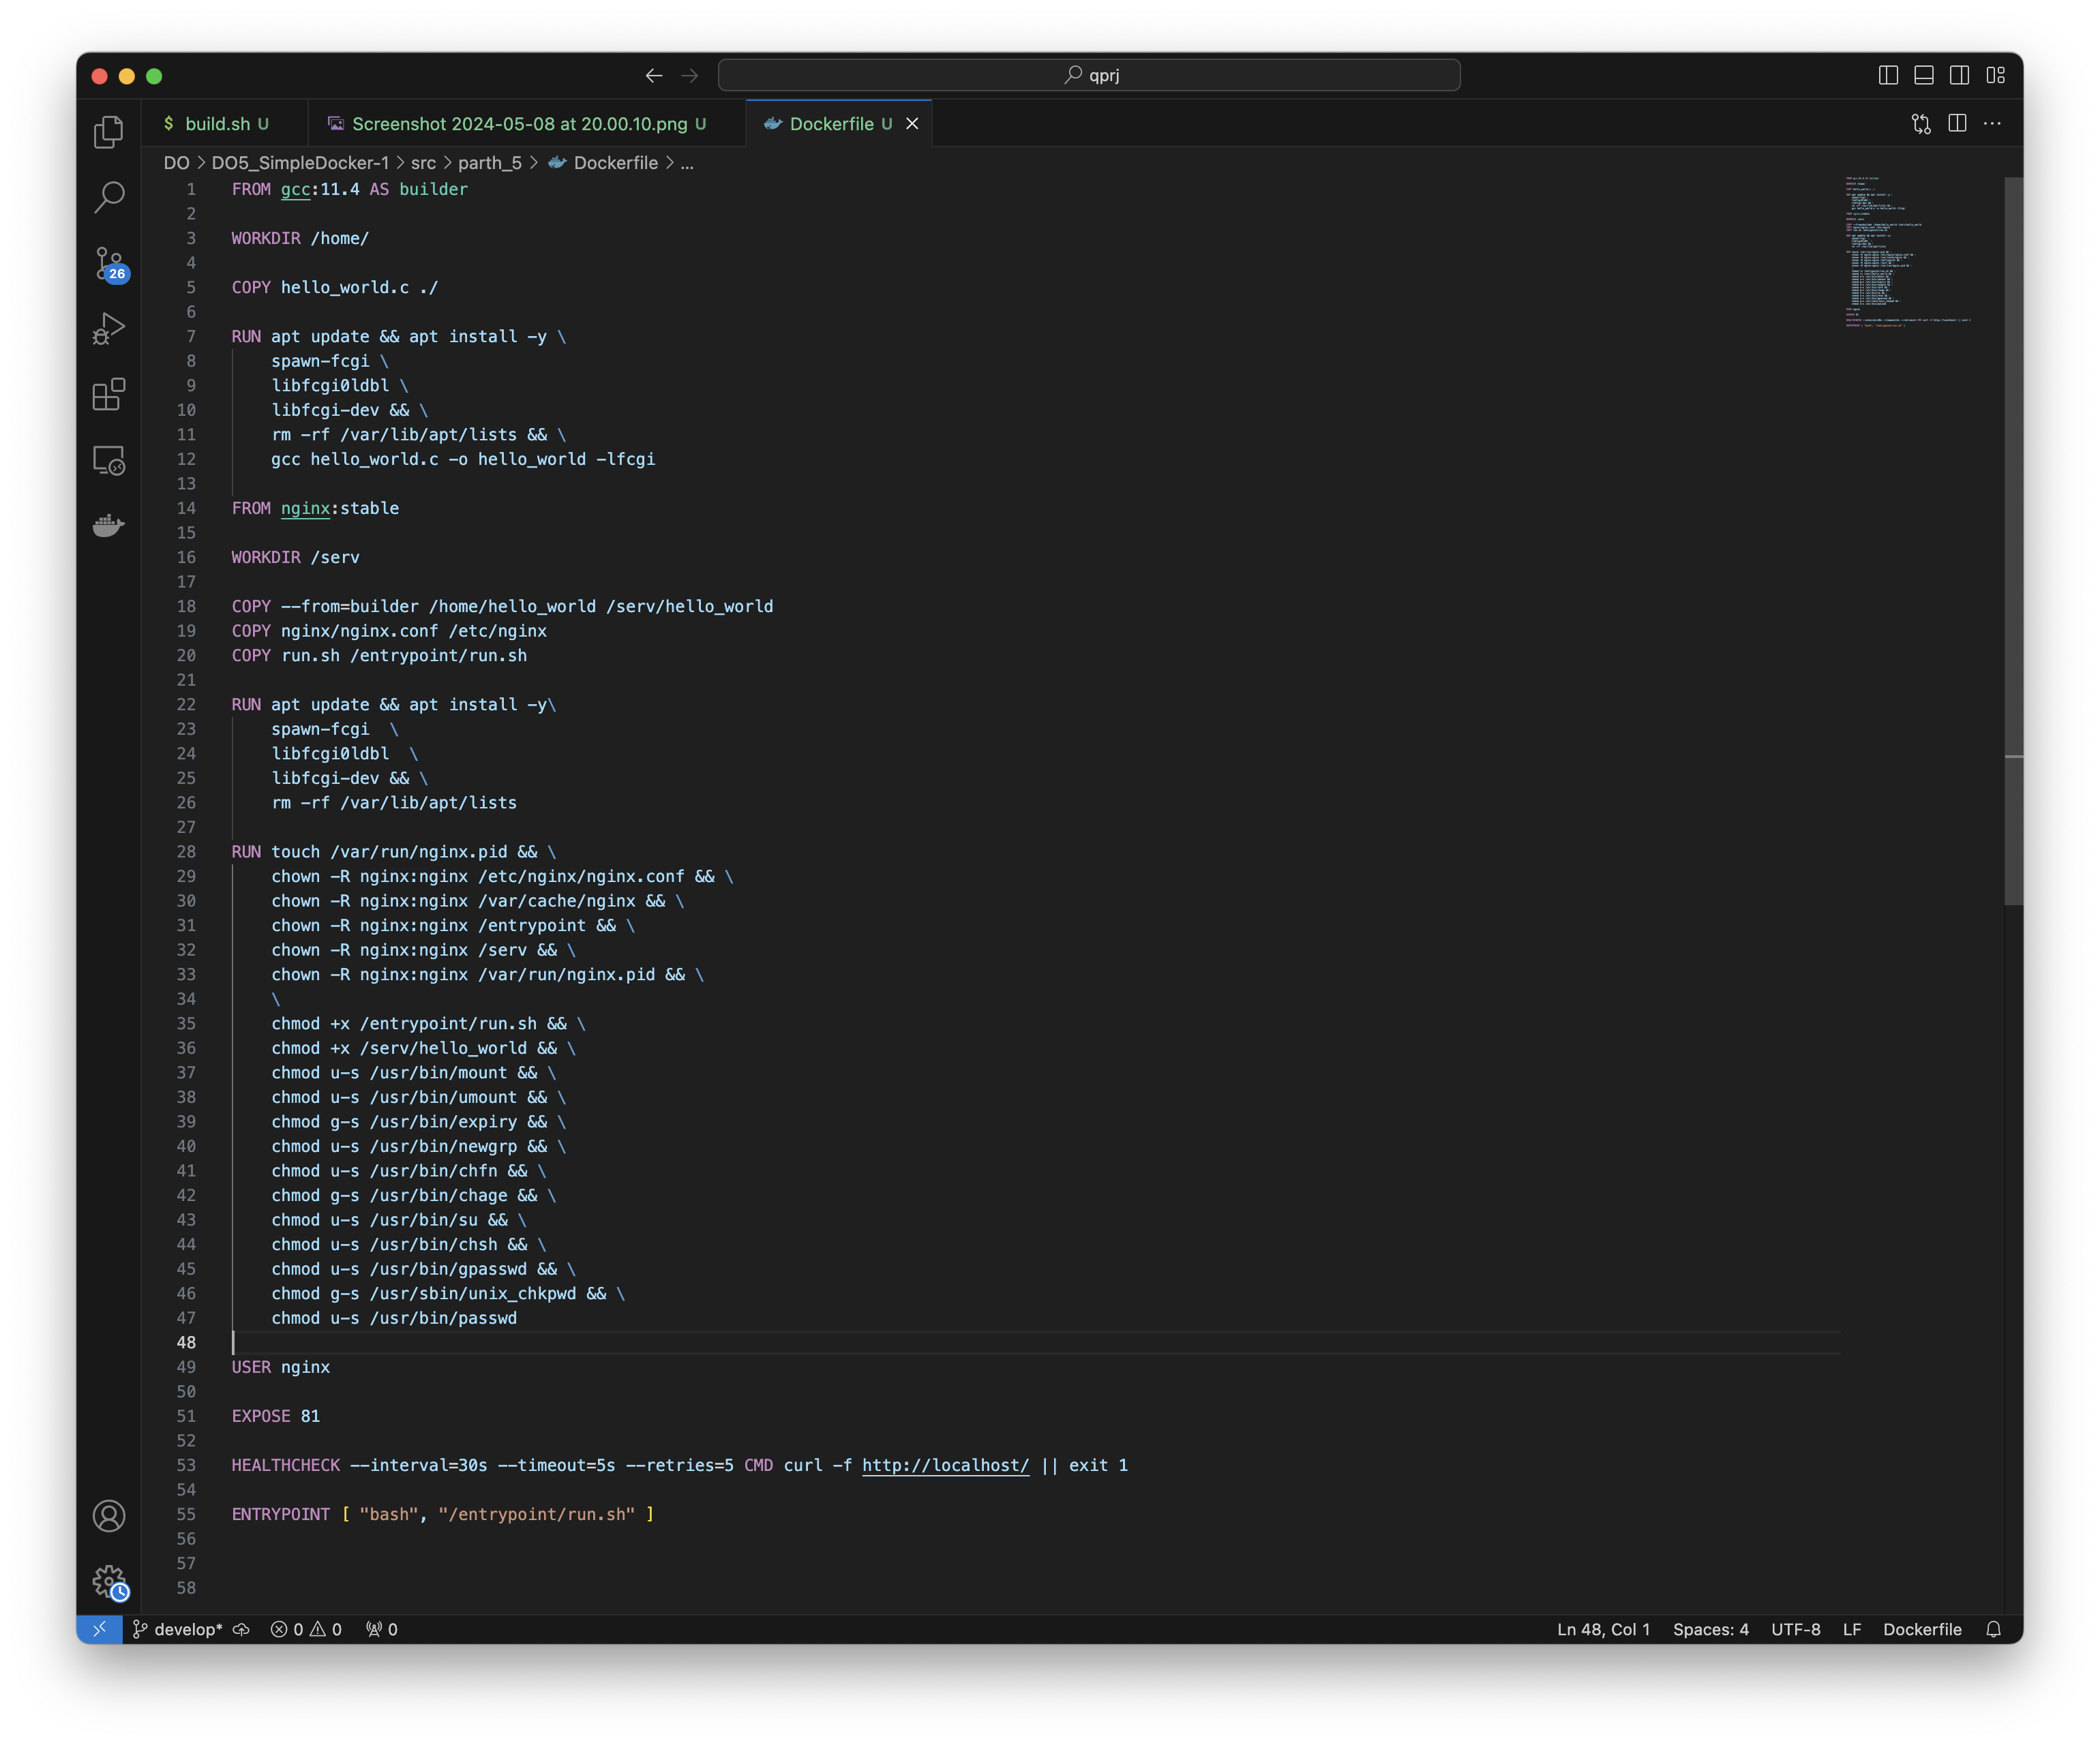 qprj
$ build.sh U
Screenshot 2024-05-08 at 20.00.10.png U
Dockerfile U
DO > DO5_SimpleDocker-1 > src > parth_5 > Dockerfile > ...
26
1 FROM gcc:11.4 AS builder
2
3 WORKDIR /home/
4
5 COPY hello_world.c ./
6
7 RUN apt update && apt install -y \
8     spawn-fcgi \
9     libfcgi0ldbl \
10     libfcgi-dev && \
11     rm -rf /var/lib/apt/lists && \
12     gcc hello_world.c -o hello_world -lfcgi
13
14 FROM nginx:stable
15
16 WORKDIR /serv
17
18 COPY --from=builder /home/hello_world /serv/hello_world
19 COPY nginx/nginx.conf /etc/nginx
20 COPY run.sh /entrypoint/run.sh
21
22 RUN apt update && apt install -y\
23     spawn-fcgi  \
24     libfcgi0ldbl  \
25     libfcgi-dev && \
26     rm -rf /var/lib/apt/lists
27
28 RUN touch /var/run/nginx.pid && \
29     chown -R nginx:nginx /etc/nginx/nginx.conf && \
30     chown -R nginx:nginx /var/cache/nginx && \
31     chown -R nginx:nginx /entrypoint && \
32     chown -R nginx:nginx /serv && \
33     chown -R nginx:nginx /var/run/nginx.pid && \
34     \
35     chmod +x /entrypoint/run.sh && \
36     chmod +x /serv/hello_world && \
37     chmod u-s /usr/bin/mount && \
38     chmod u-s /usr/bin/umount && \
39     chmod g-s /usr/bin/expiry && \
40     chmod u-s /usr/bin/newgrp && \
41     chmod u-s /usr/bin/chfn && \
42     chmod g-s /usr/bin/chage && \
43     chmod u-s /usr/bin/su && \
44     chmod u-s /usr/bin/chsh && \
45     chmod u-s /usr/bin/gpasswd && \
46     chmod g-s /usr/sbin/unix_chkpwd && \
47     chmod u-s /usr/bin/passwd
48
49 USER nginx
50
51 EXPOSE 81
52
53 HEALTHCHECK --interval=30s --timeout=5s --retries=5 CMD curl -f http://localhost/ || exit 1
54
55 ENTRYPOINT [ "bash", "/entrypoint/run.sh" ]
56
57
58
develop* 0 0 0 Ln 48, Col 1 Spaces: 4 UTF-8 LF Dockerfile